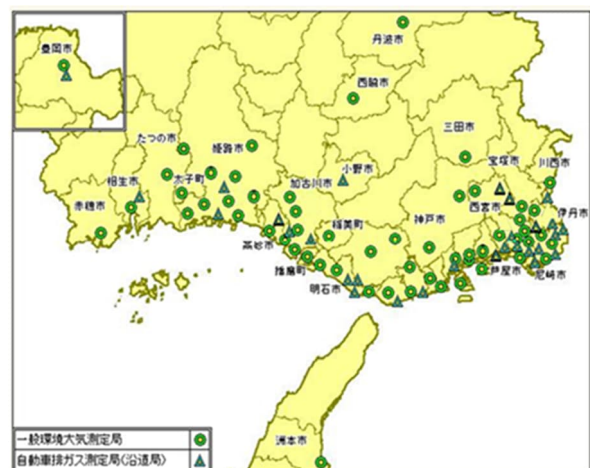 豊岡市
丹波市
西脇市
三田市
たつの市
姫路市
宝塚市
川西市
相生市
太子町
加古川市
小野市
赤穂市
西宮市
伊丹市
稲美町
神戸市
高砂市
播磨町
芦屋市
尼崎市
明石市
洲本市
一般環境大気測定局
自動車排ガス測定局(沿道局)